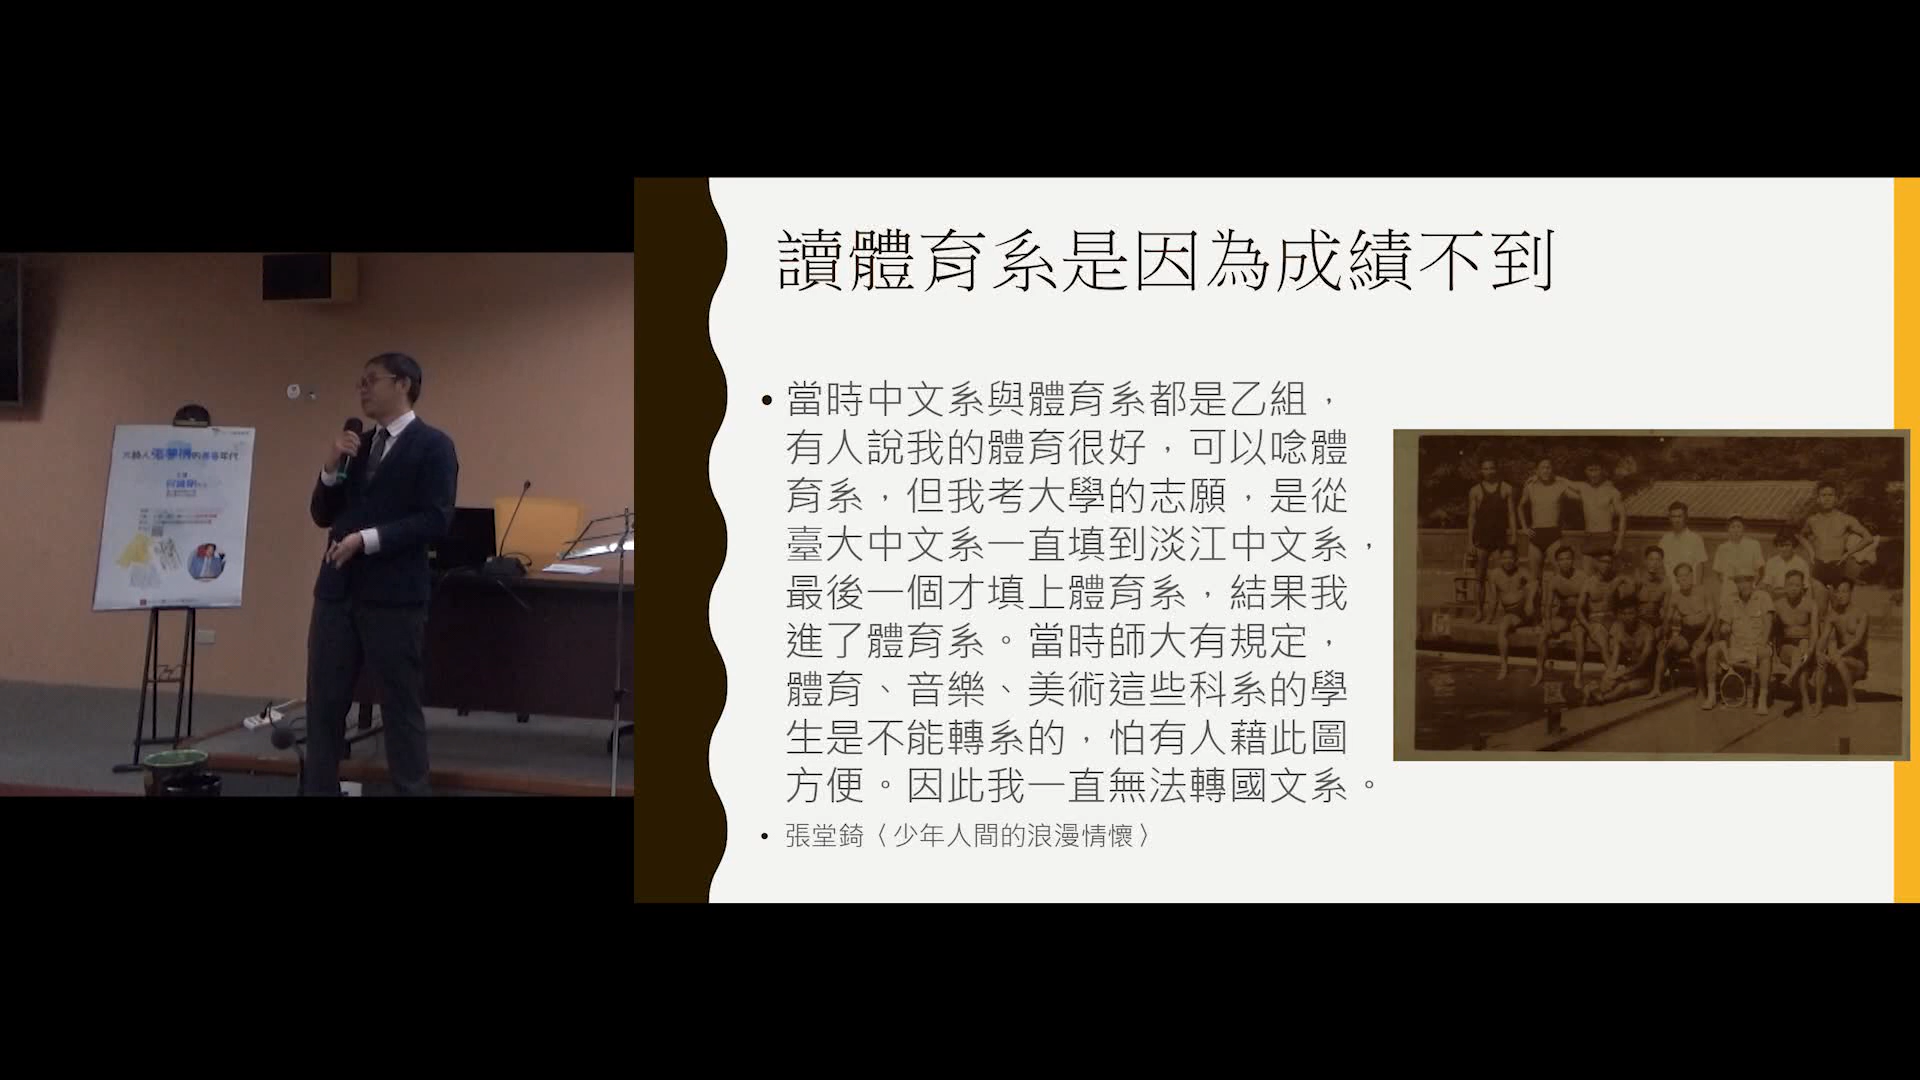 讀體育系是因為成績不到
• 當時中文系與體育系都是乙組，
有人說我的體育很好，可以唸體
育系，但我考大學的志願，是從
臺大中文系一直填到淡江中文系，
最後一個才填上體育系，結果我
進了體育系。當時師大有規定，
體育、音樂、美術這些科系的學
生是不能轉系的，怕有人藉此圖
方便。因此我一直無法轉國文系。
• 張堂錡〈少年人間的浪漫情懷〉